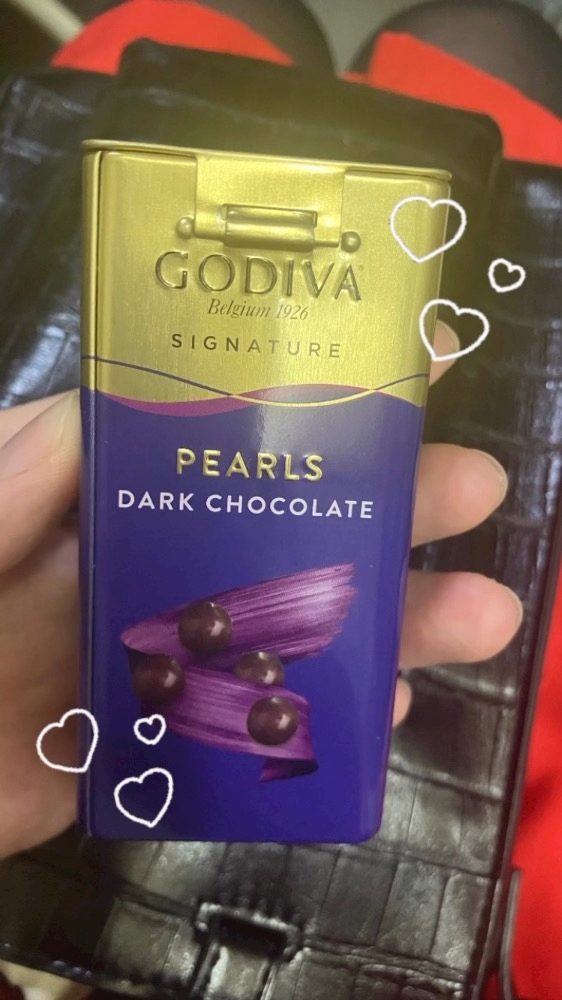 GODIVA
Belgium 1926
SIGNATURE
PEARLS
DARK CHOCOLATE